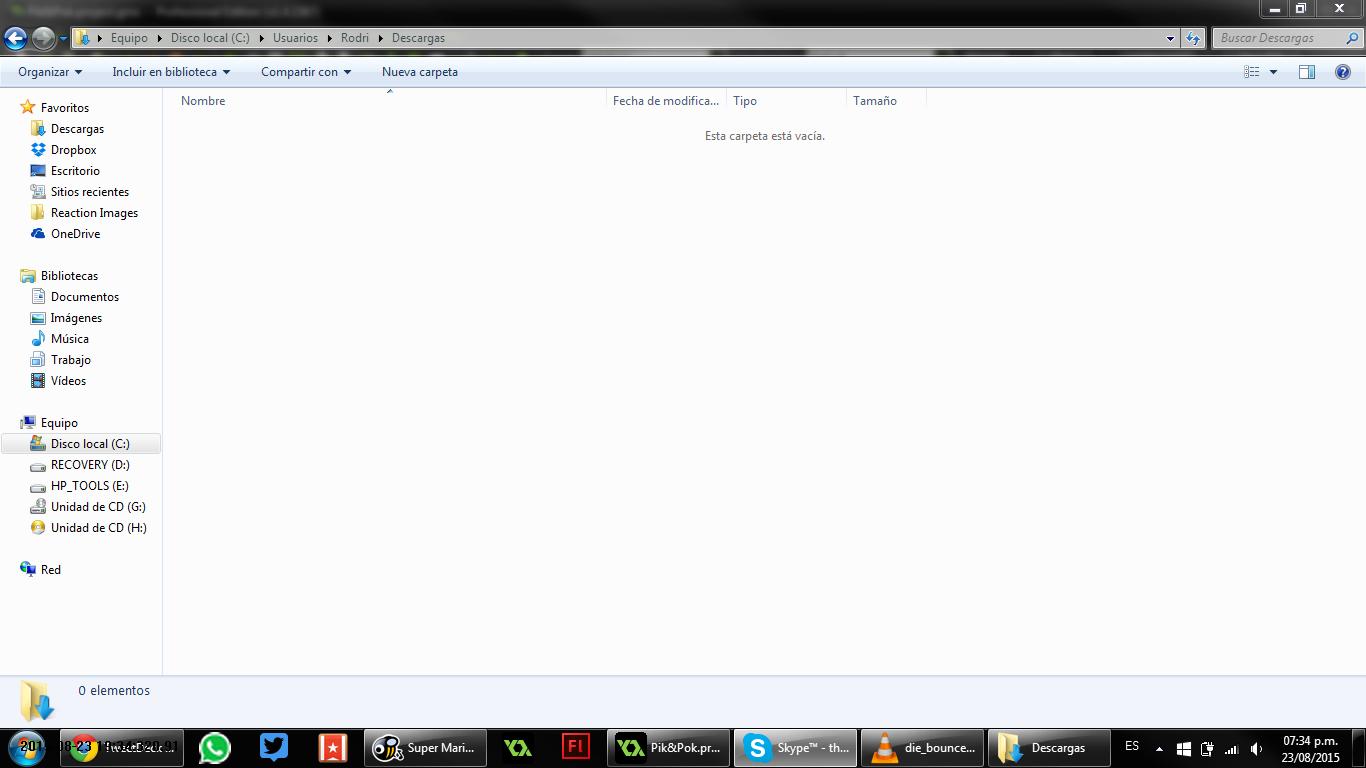 Equipo Disco local (C:) Usuarios Rodri Descargas
Buscar Descargas
Organizar Incluir en biblioteca Compartir con Nueva carpeta
Nombre Fecha de modifica... Tipo Tamaño
Esta carpeta está vacía.
Favoritos
Descargas
Dropbox
Escritorio
Sitios recientes
Reaction Images
OneDrive
Bibliotecas
Documentos
Imágenes
Música
Trabajo
Vídeos
Equipo
Disco local (C:)
RECOVERY (D:)
HP_TOOLS (E:)
Unidad de CD (G:)
Unidad de CD (H:)
Red
0 elementos
Super Mari... Fl Pik&Pok.pr... Skype™ - th... die_bounce... Descargas ES
07:34 p.m.
23/08/2015